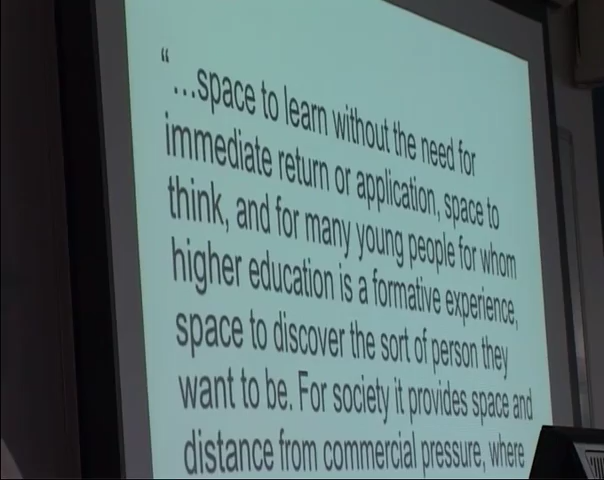 “
…space to learn without the need for
immediate return or application, space to
think, and for many young people for whom
higher education is a formative experience,
space to discover the sort of person they
want to be. For society it provides space and
distance from commercial pressure, where